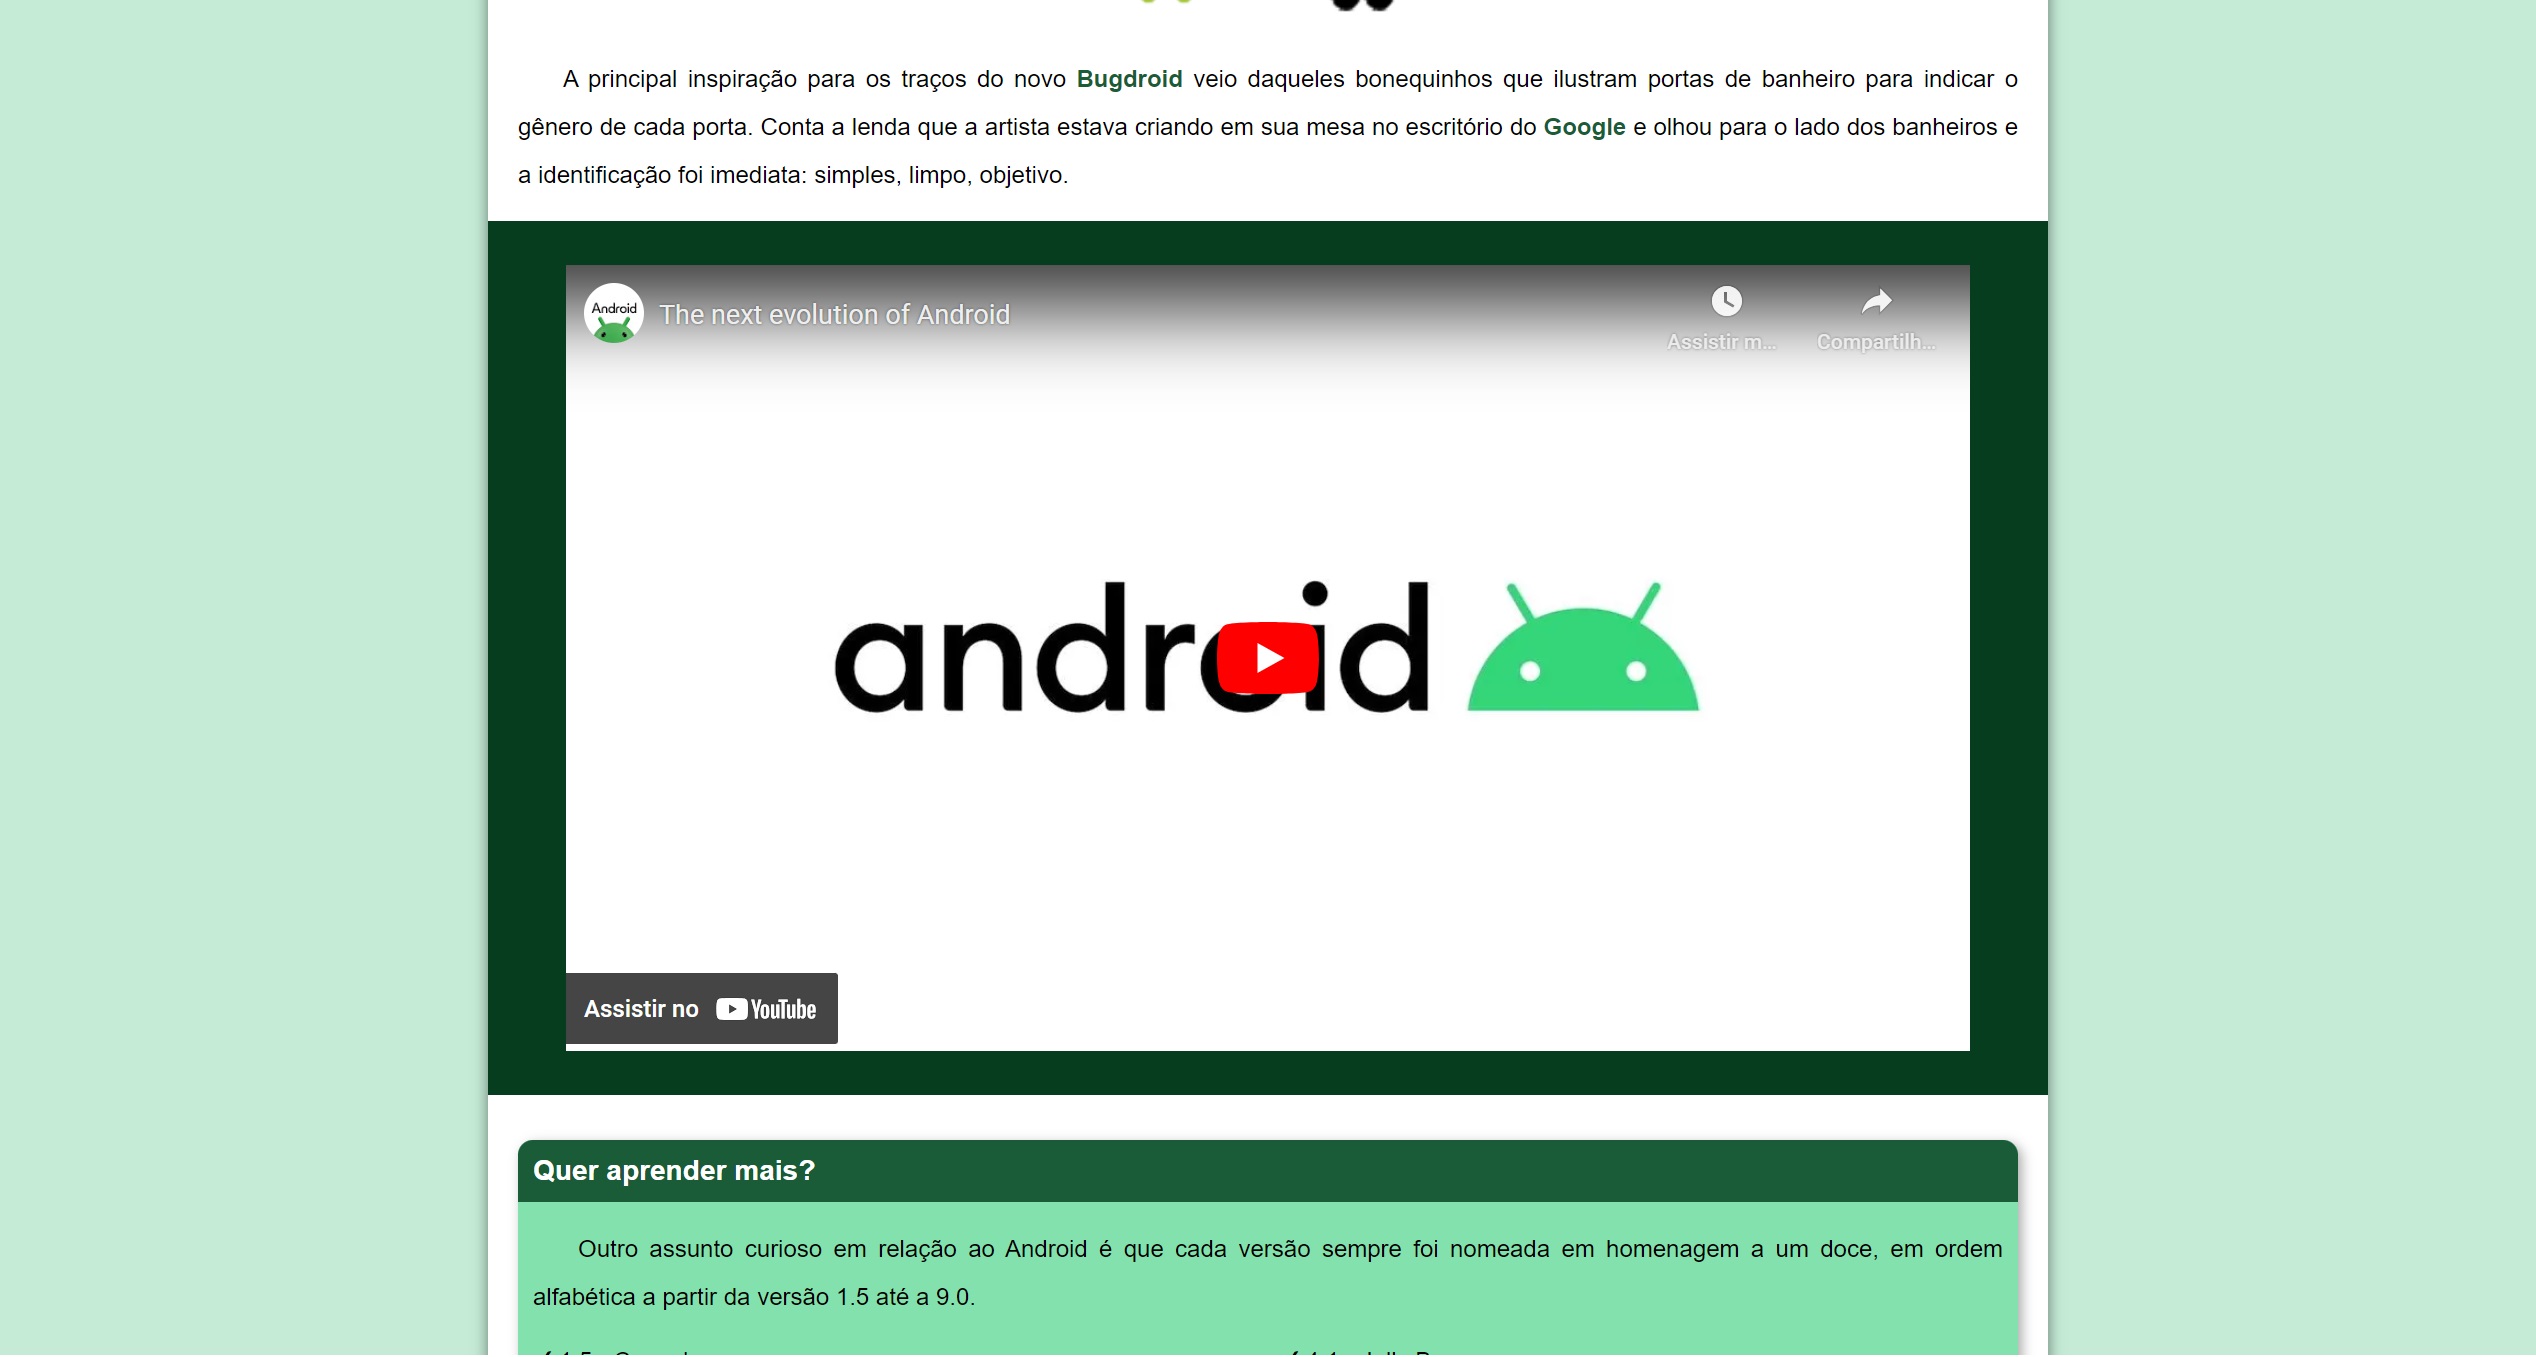 A principal inspiração para os traços do novo Bugdroid veio daqueles bonequinhos que ilustram portas de banheiro para indicar o
gênero de cada porta. Conta a lenda que a artista estava criando em sua mesa no escritório do Google e olhou para o lado dos banheiros e
a identificação foi imediata: simples, limpo, objetivo.
Android
The next evolution of Android
Assistir m...
Compartilh...
android
Assistir no YouTube
Quer aprender mais?
Outro assunto curioso em relação ao Android é que cada versão sempre foi nomeada em homenagem a um doce, em ordem
alfabética a partir da versão 1.5 até a 9.0.